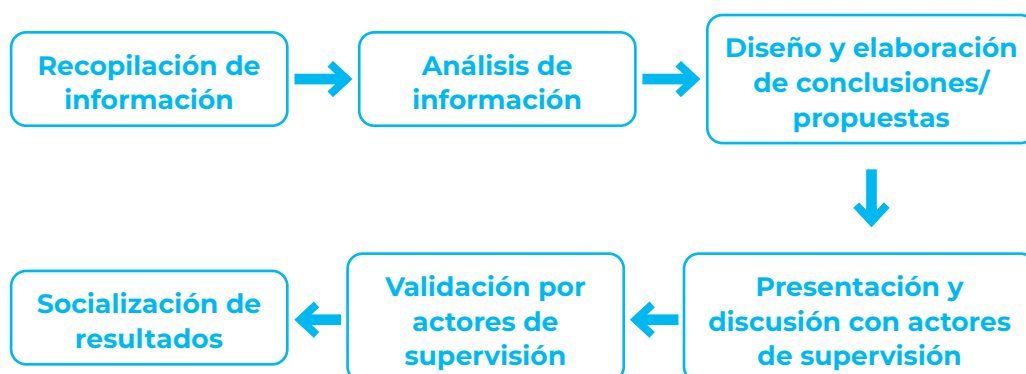 Recopilación de
información
Análisis de
información
Diseño y elaboración
de conclusiones/
propuestas
Presentación y
discusión con actores
de supervisión
Validación por
actores de
supervisión
Socialización de
resultados